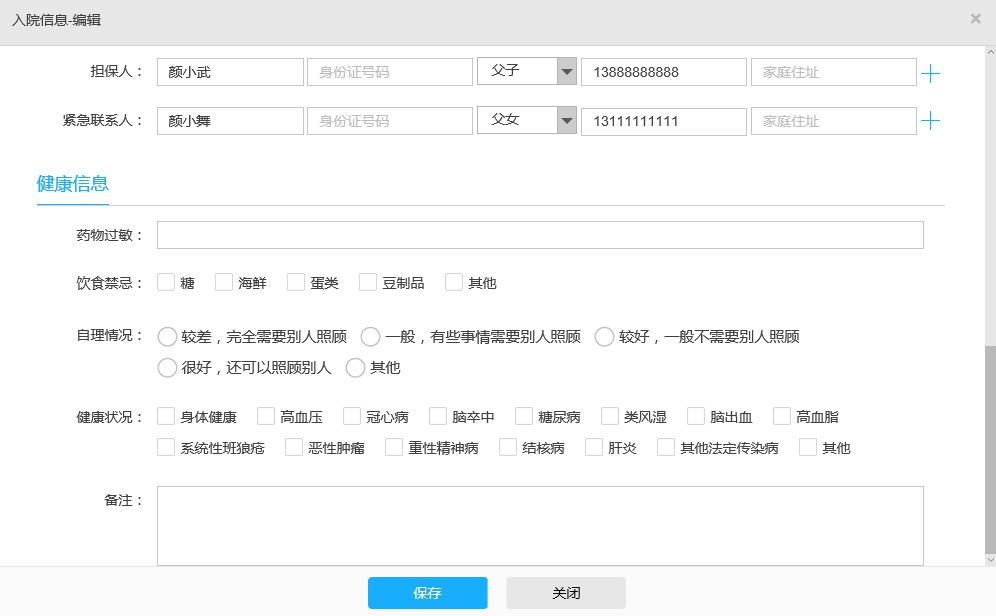 入院信息-编辑
担保人： 颜小武 身份证号码 父子 13888888888 家庭住址
紧急联系人： 颜小舞 身份证号码 父女 13111111111 家庭住址
健康信息
药物过敏：
饮食禁忌： 糖 海鲜 蛋类 豆制品 其他
自理情况： 较差，完全需要别人照顾 一般，有些事情需要别人照顾 较好，一般不需要别人照顾
很好，还可以照顾别人 其他
健康状况： 身体健康 高血压 冠心病 脑卒中 糖尿病 类风湿 脑出血 高血脂
系统性班狼疮 恶性肿瘤 重性精神病 结核病 肝炎 其他法定传染病 其他
备注：
保存 关闭